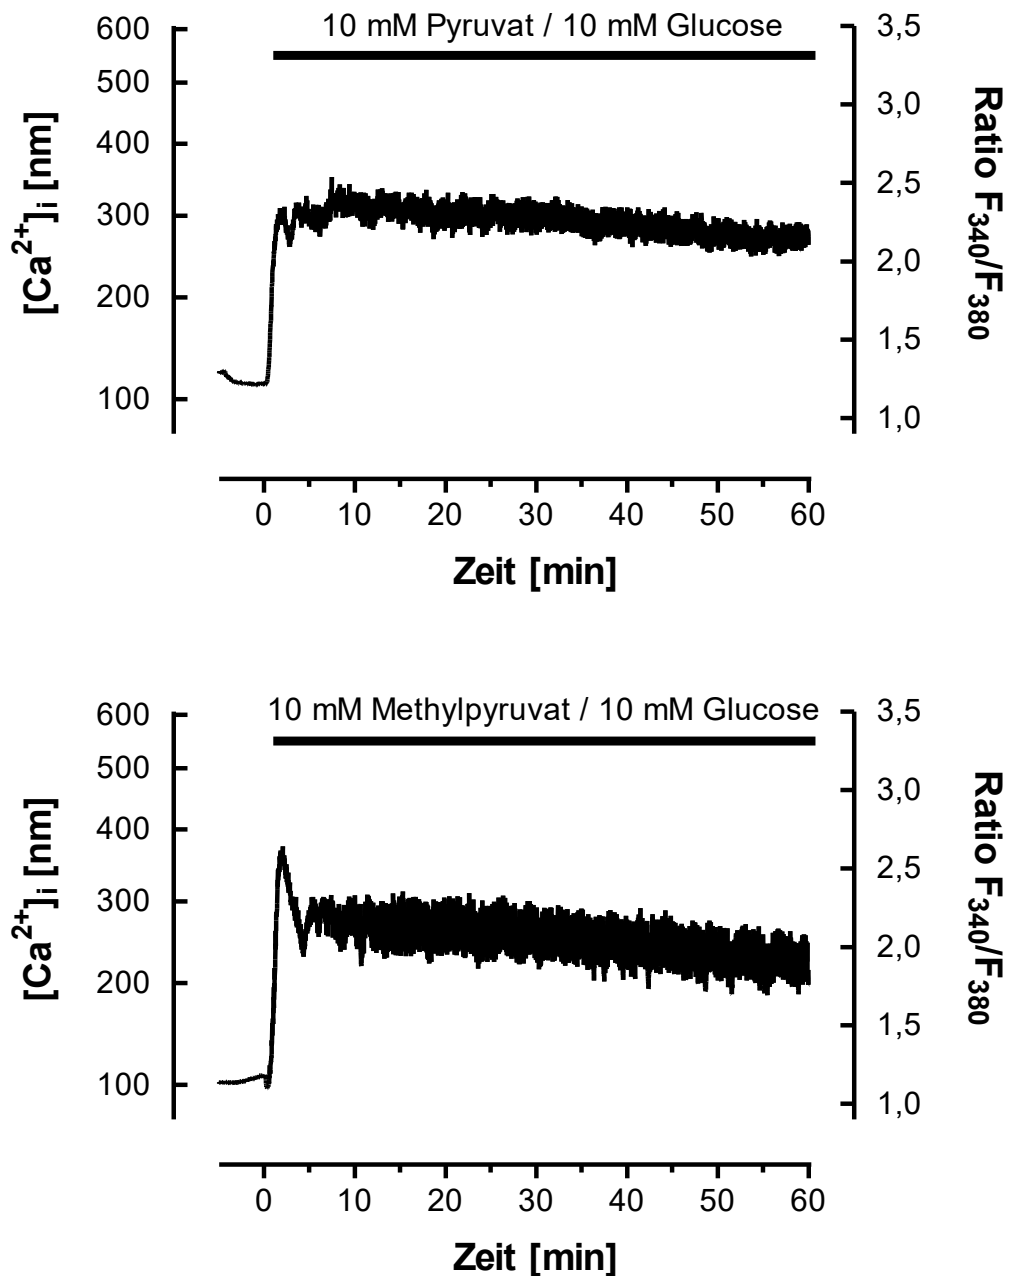 10 mM Pyruvat / 10 mM Glucose
[Ca2+]i [nm]
600
500
400
300
200
100
3,5
3,0
2,5
2,0
1,5
1,0
Ratio F340/F380
0 10 20 30 40 50 60
Zeit [min]
10 mM Methylpyruvat / 10 mM Glucose
[Ca2+]i [nm]
600
500
400
300
200
100
3,5
3,0
2,5
2,0
1,5
1,0
Ratio F340/F380
0 10 20 30 40 50 60
Zeit [min]